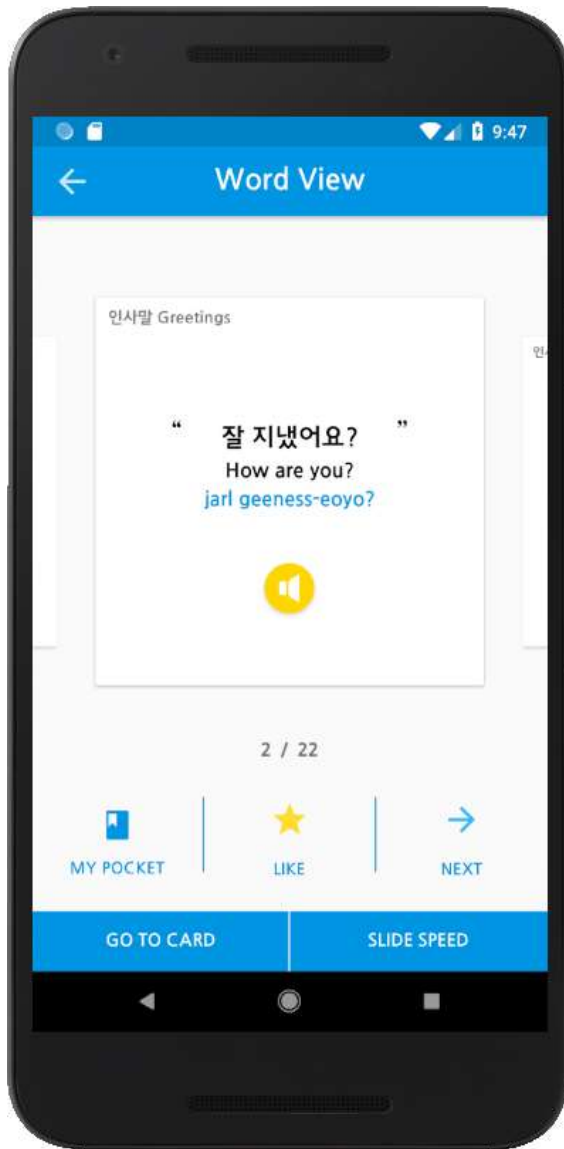 9:47
Word View
인사말 Greetings
“ 잘 지냈어요? ”
How are you?
jarl geeness-eoyo?
2 / 22
MY POCKET LIKE NEXT
GO TO CARD SLIDE SPEED